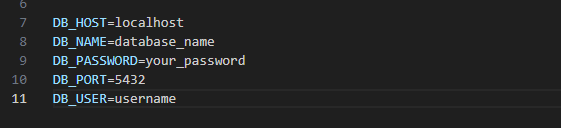 6
7 DB_HOST=localhost
8 DB_NAME=database_name
9 DB_PASSWORD=your_password
10 DB_PORT=5432
11 DB_USER=username